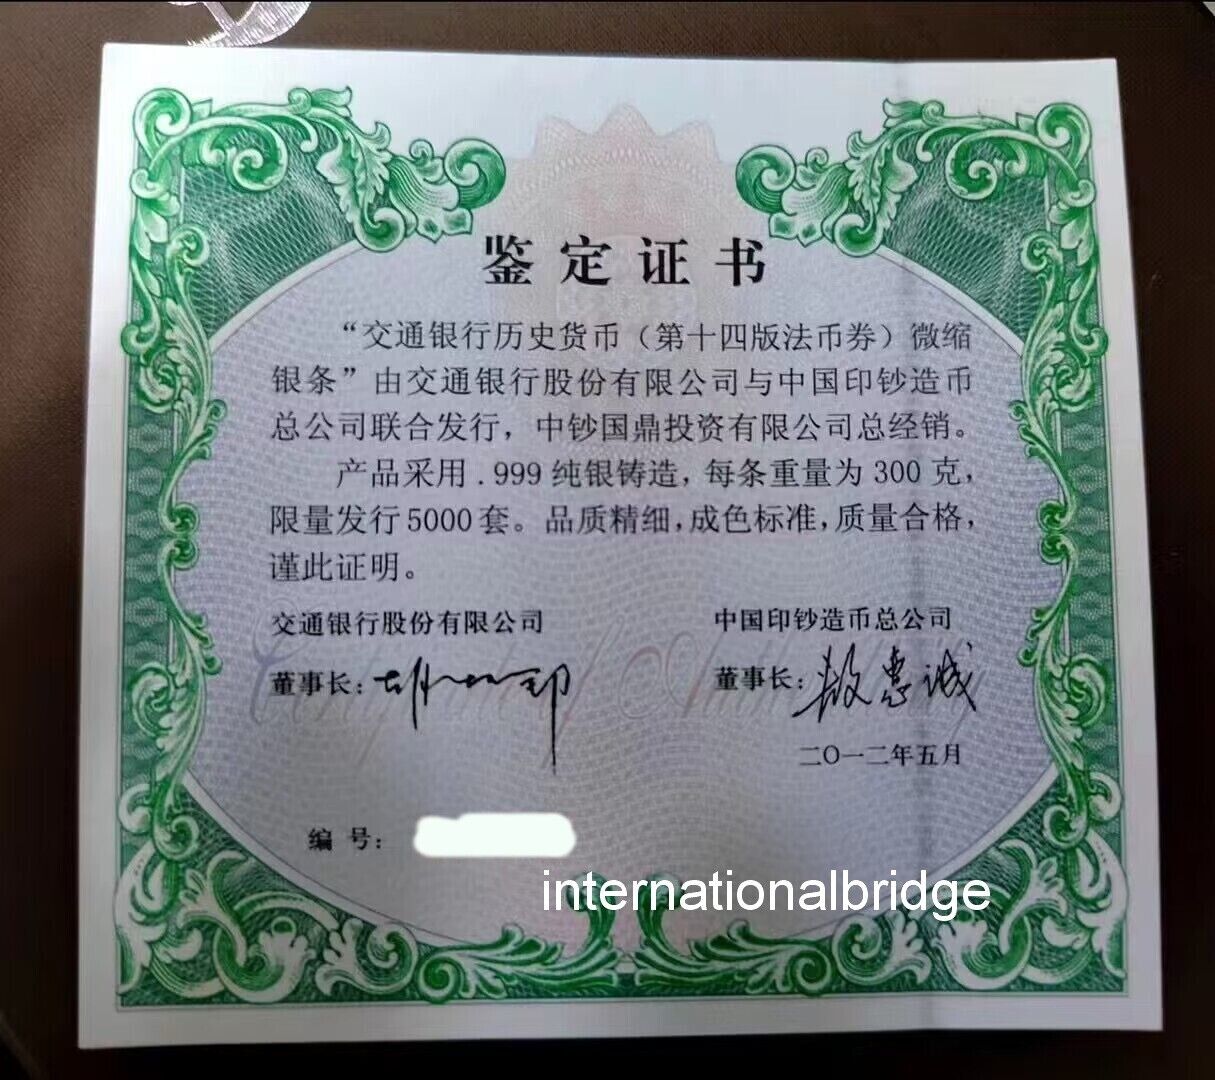 鉴定证书
“交通银行历史货币（第十四版法币券）微缩
银条”由交通银行股份有限公司与中国印钞造币
总公司联合发行，中钞国鼎投资有限公司总经销。
产品采用.999纯银铸造，每条重量为300克，
限量发行5000套。品质精细，成色标准，质量合格，
谨此证明。
交通银行股份有限公司
中国印钞造币总公司
董事长：
董事长：敖惠诚
二〇一二年五月
编号：
internationalbridge